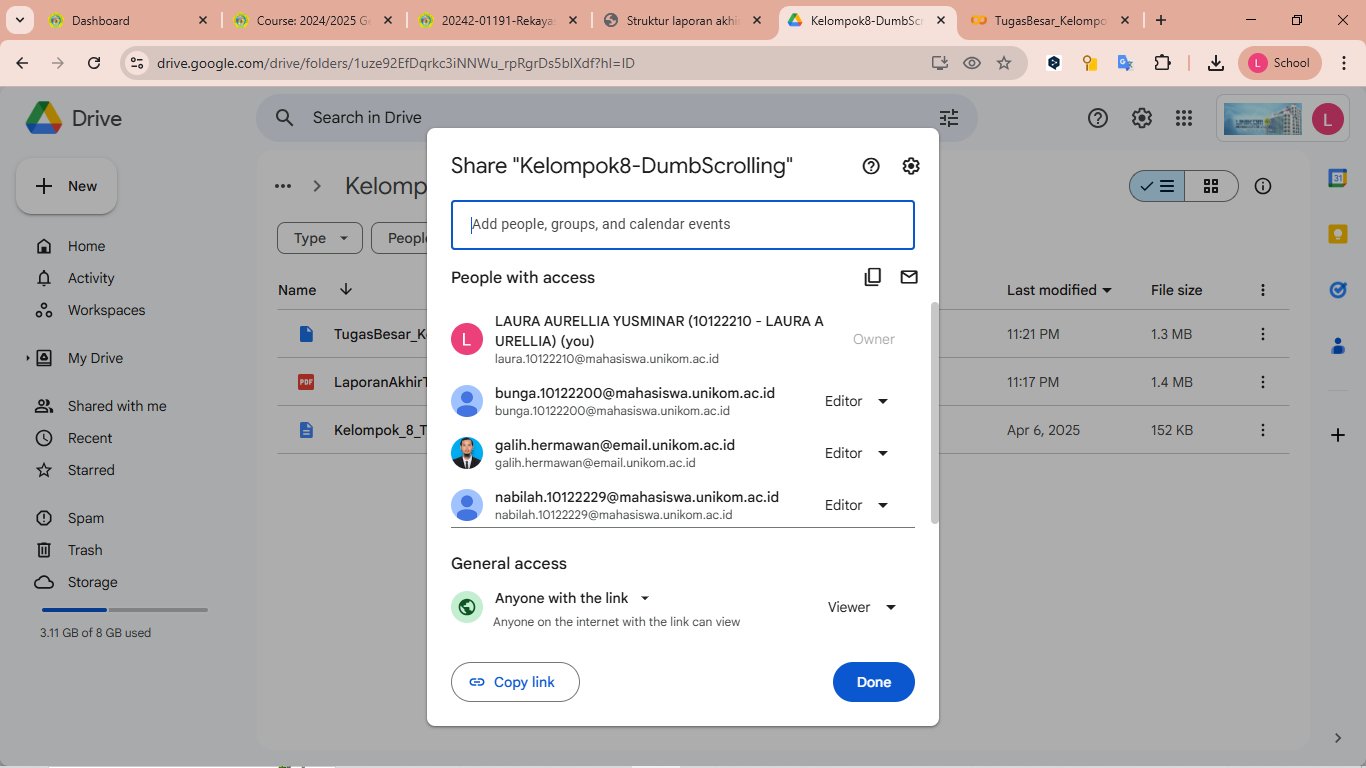 Dashboard
Course: 2024/2025 Ge
20242-01191-Rekayas
Struktur laporan akhir
Kelompok8-DumbScr
TugasBesar_Kelompo
drive.google.com/drive/folders/1uze92EfDqrkc3iNNWu_rpRgrDs5bIXdf?hl=ID
L School
Drive
Search in Drive
L
New
Kelomp
Home
Activity
Workspaces
My Drive
Shared with me
Recent
Starred
Spam
Trash
Storage
3.11 GB of 8 GB used
Type
People
Name
Last modified
File size
TugasBesar_K
11:21 PM
1.3 MB
PDF
LaporanAkhirT
11:17 PM
1.4 MB
Kelompok_8_T
Apr 6, 2025
152 KB
31
Share "Kelompok8-DumbScrolling"
Add people, groups, and calendar events
People with access
L
LAURA AURELLIA YUSMINAR (10122210 - LAURA A
URELLIA) (you)
laura.10122210@mahasiswa.unikom.ac.id
Owner
bunga.10122200@mahasiswa.unikom.ac.id
bunga.10122200@mahasiswa.unikom.ac.id
Editor
galih.hermawan@email.unikom.ac.id
galih.hermawan@email.unikom.ac.id
Editor
nabilah.10122229@mahasiswa.unikom.ac.id
nabilah.10122229@mahasiswa.unikom.ac.id
Editor
General access
Anyone with the link
Anyone on the internet with the link can view
Viewer
Copy link
Done